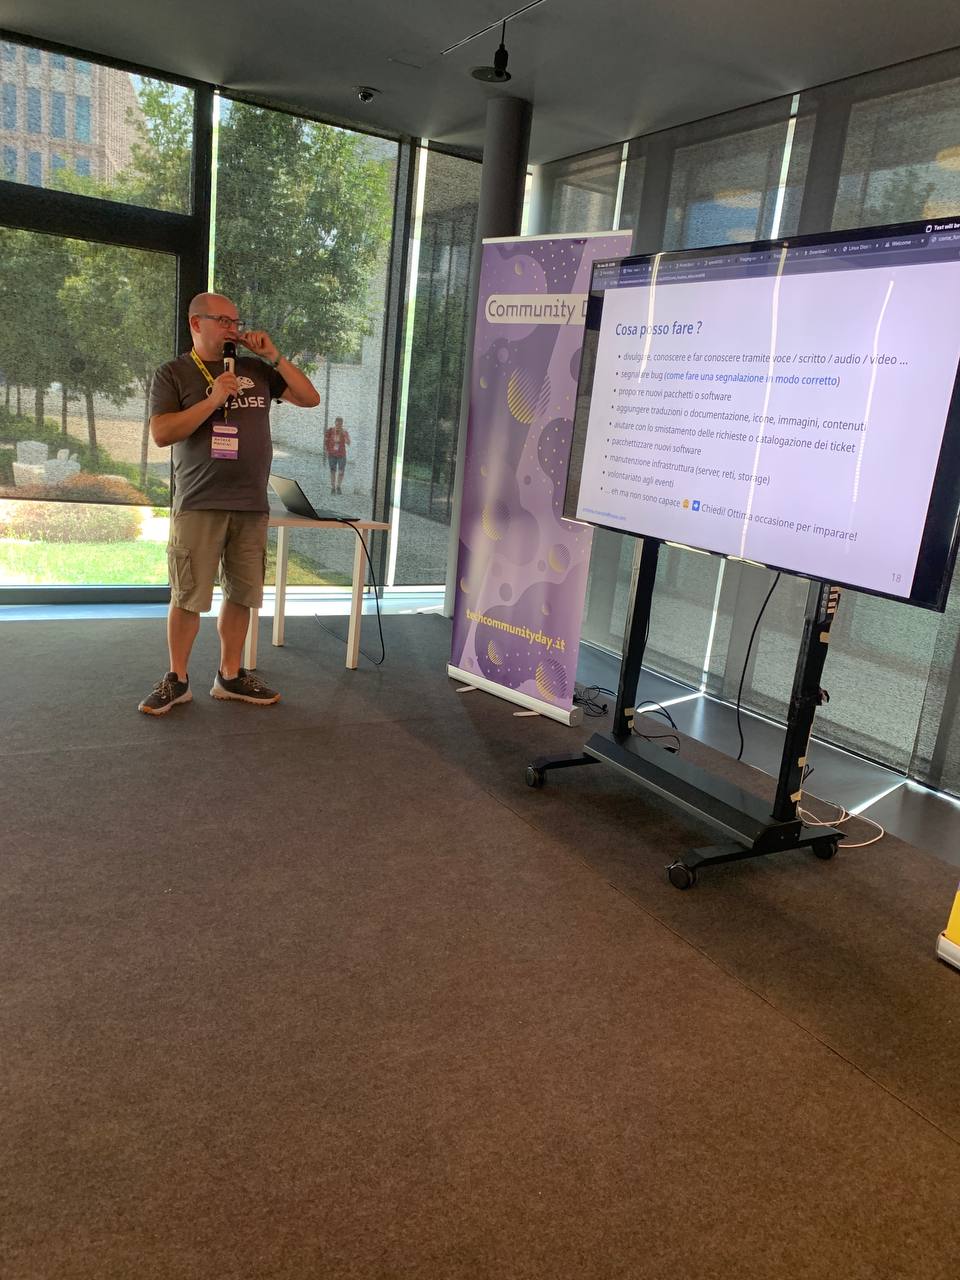 Community
techcommunityday.it
SUSE
Cosa posso fare ?
• divulgare, conoscere e far conoscere tramite voce / scritto / audio / video ...
• segnalare bug (come fare una segnalazione in modo corretto)
• proporre nuovi pacchetti o software
• aggiungere traduzioni o documentazione, icone, immagini, contenuti
• aiutare con lo smistamento delle richieste o catalogazione dei ticket
• pacchettizzare nuovi software
• manutenzione infrastruttura (server, reti, storage)
• volontariato agli eventi
• ... eh ma non sono capace 🤷 ➡ Chiedi! Ottima occasione per imparare!
18